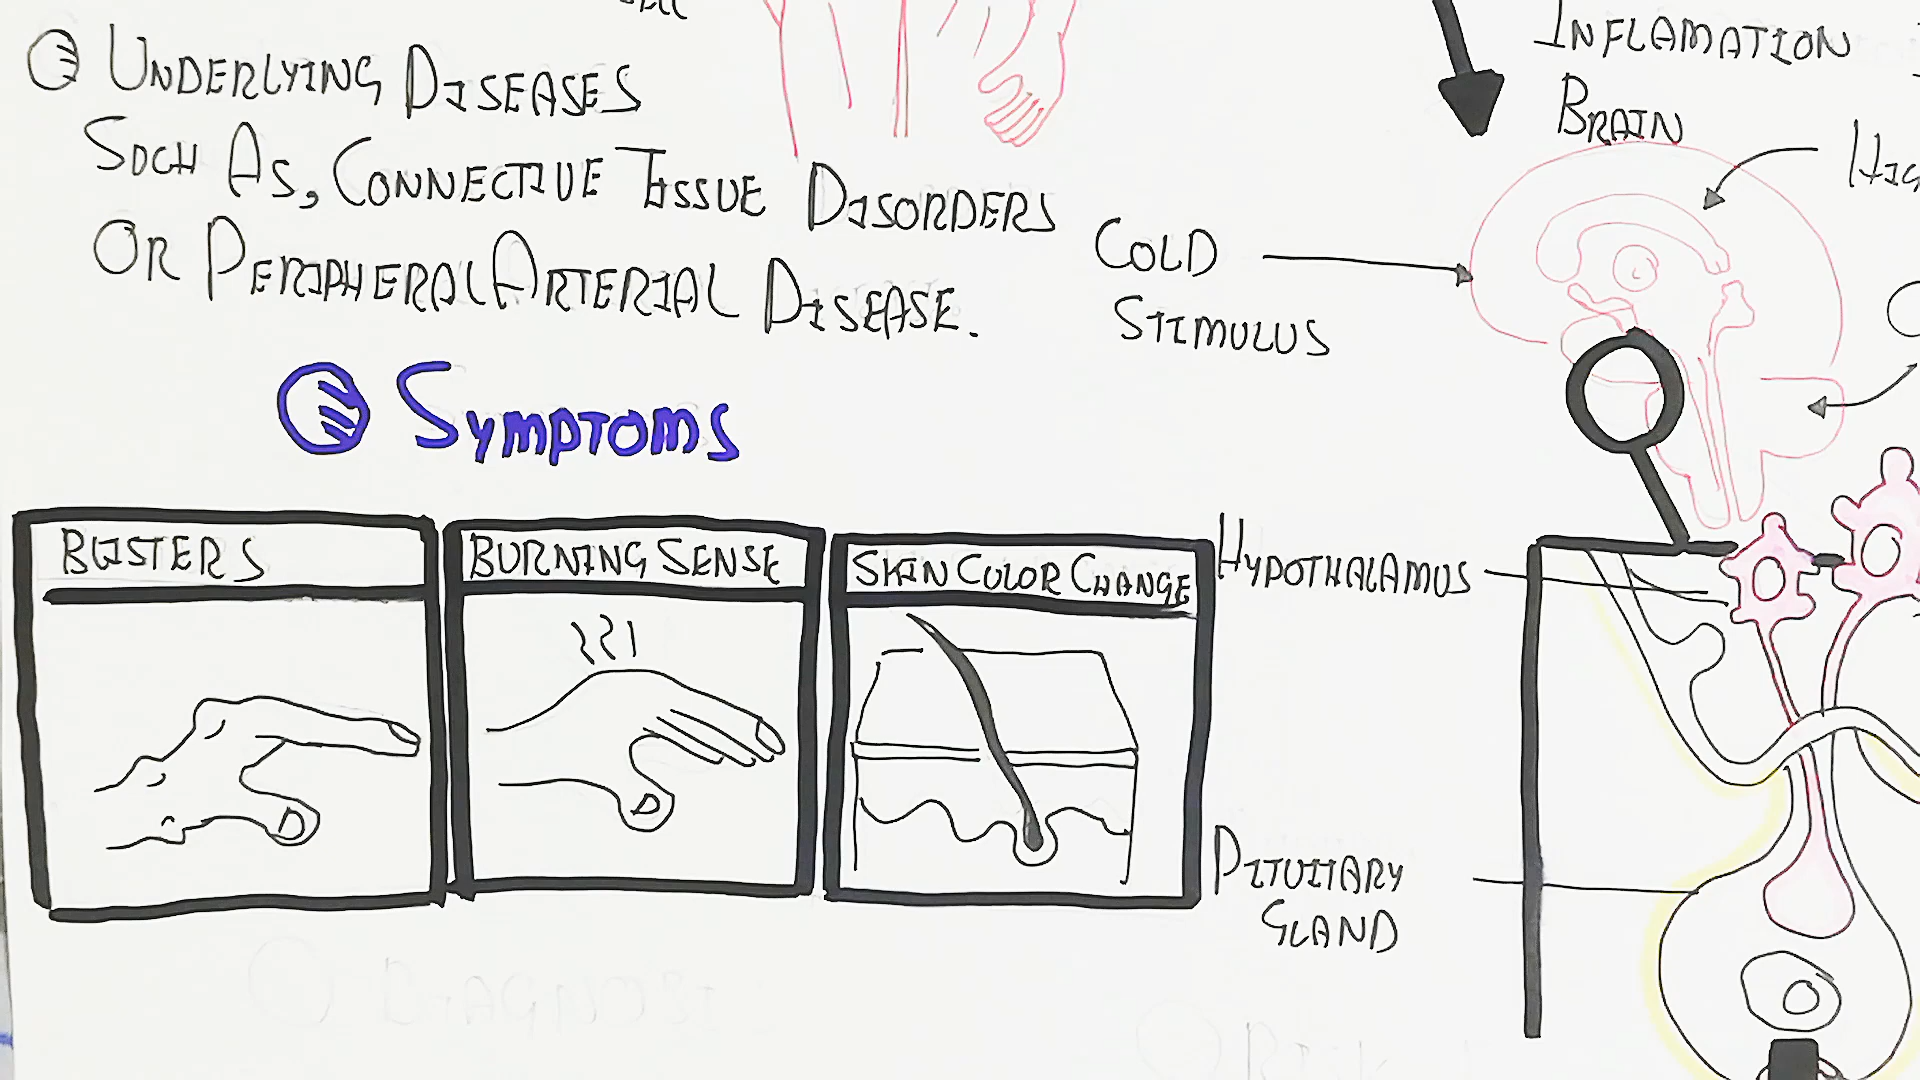 UNDERLYING DISEASES
SUCH AS, CONNECTIVE TISSUE DISORDERS
OR PERIPHERAL ARTERIAL DISEASE.
SYMPTOMS
BLISTERS
BURNING SENSE
SKIN COLOR CHANGE
INFLAMATION
BRAIN
COLD
STIMULUS
HYPOTHALAMUS
PITUITARY
GLAND